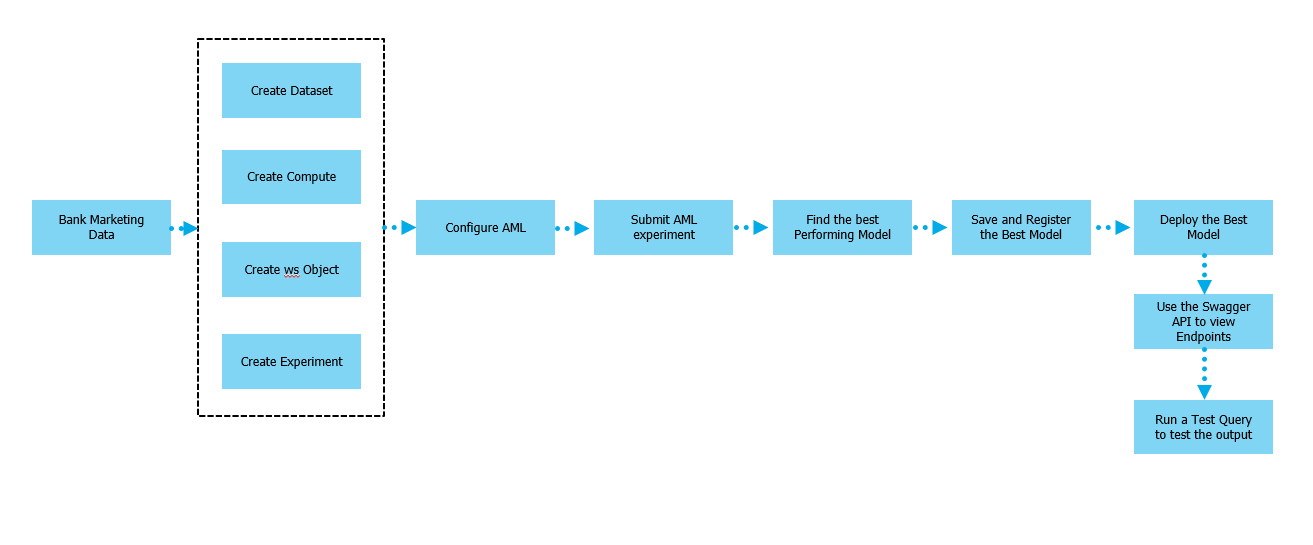 Create Dataset
Create Compute
Bank Marketing
Data
Create ws Object
Create Experiment
Configure AML
Submit AML
experiment
Find the best
Performing Model
Save and Register
the Best Model
Deploy the Best
Model
Use the Swagger
API to view
Endpoints
Run a Test Query
to test the output